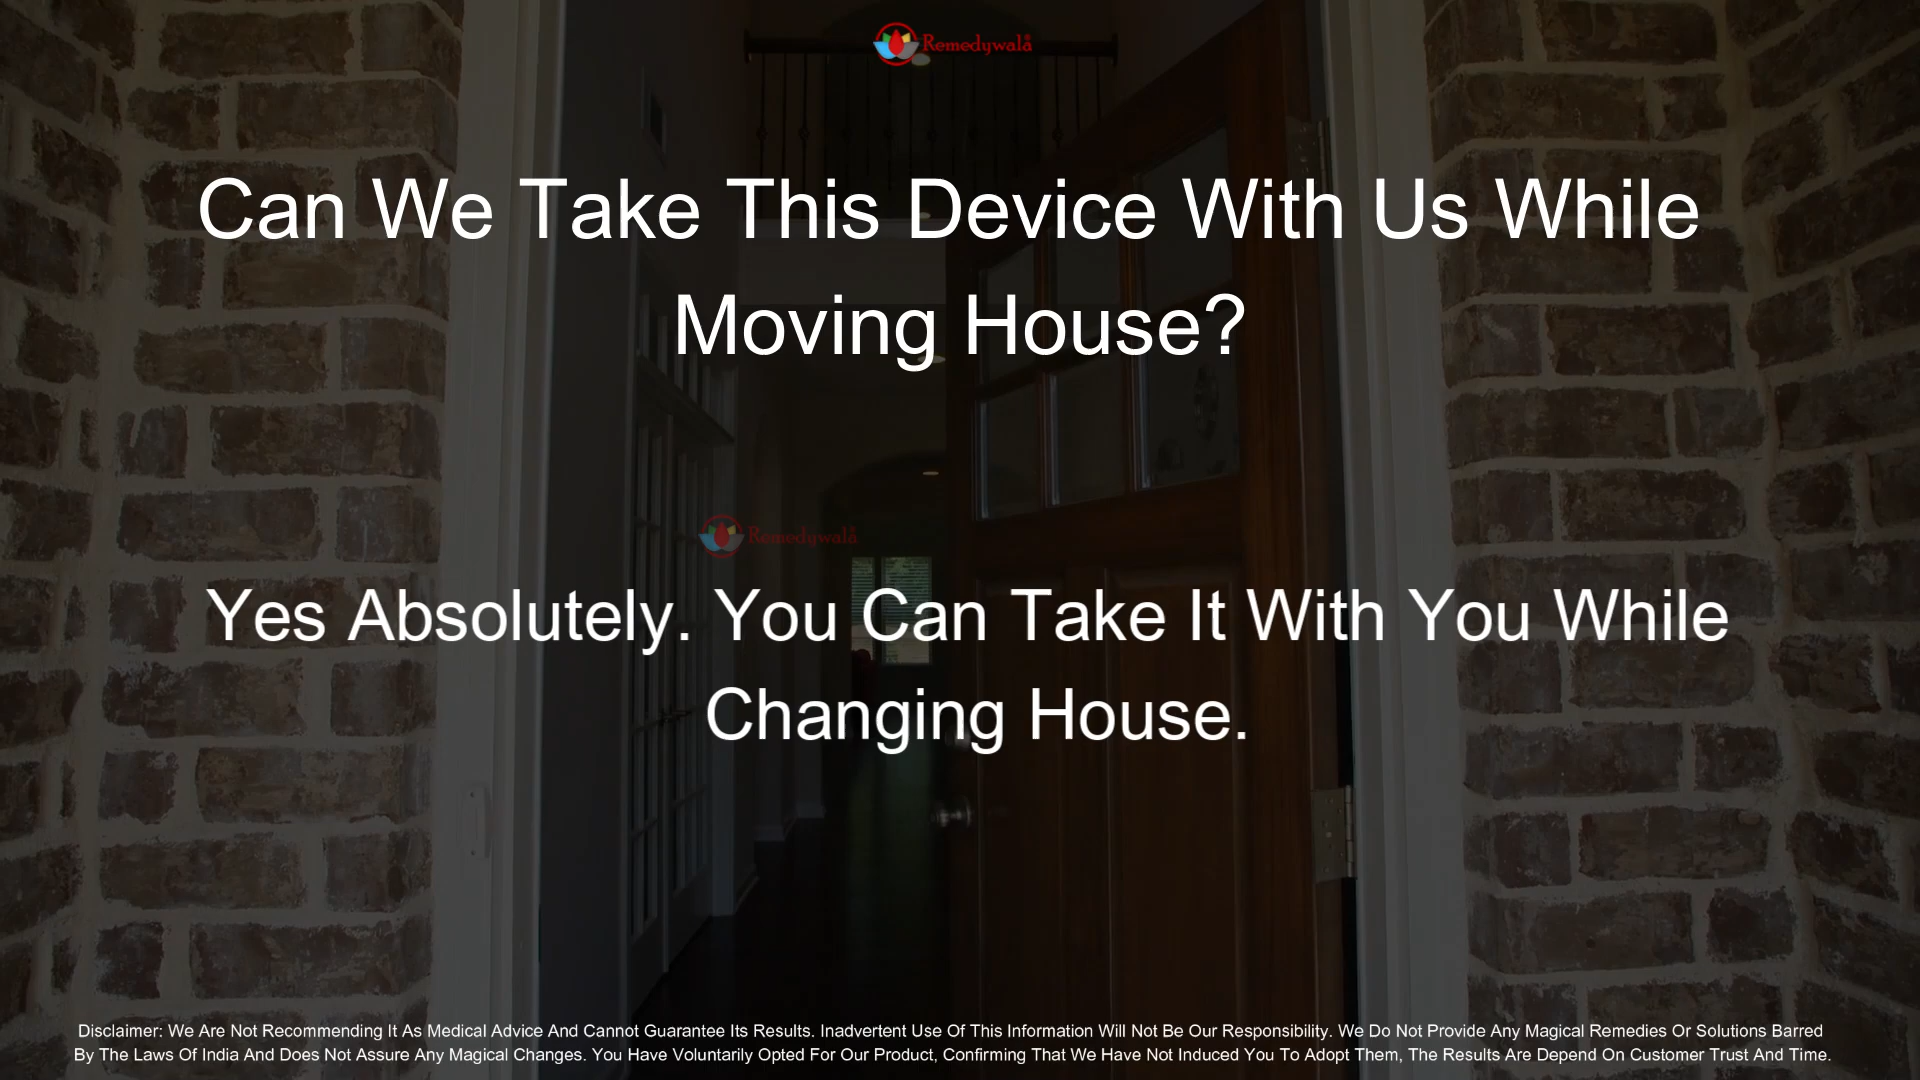 Remedywala
Can We Take This Device With Us While
Moving House?
Remedywala
Yes Absolutely. You Can Take It With You While
Changing House.
Disclaimer: We Are Not Recommending It As Medical Advice And Cannot Guarantee Its Results. Inadvertent Use Of This Information Will Not Be Our Responsibility. We Do Not Provide Any Magical Remedies Or Solutions Barred
By The Laws Of India And Does Not Assure Any Magical Changes. You Have Voluntarily Opted For Our Product, Confirming That We Have Not Induced You To Adopt Them, The Results Are Depend On Customer Trust And Time.